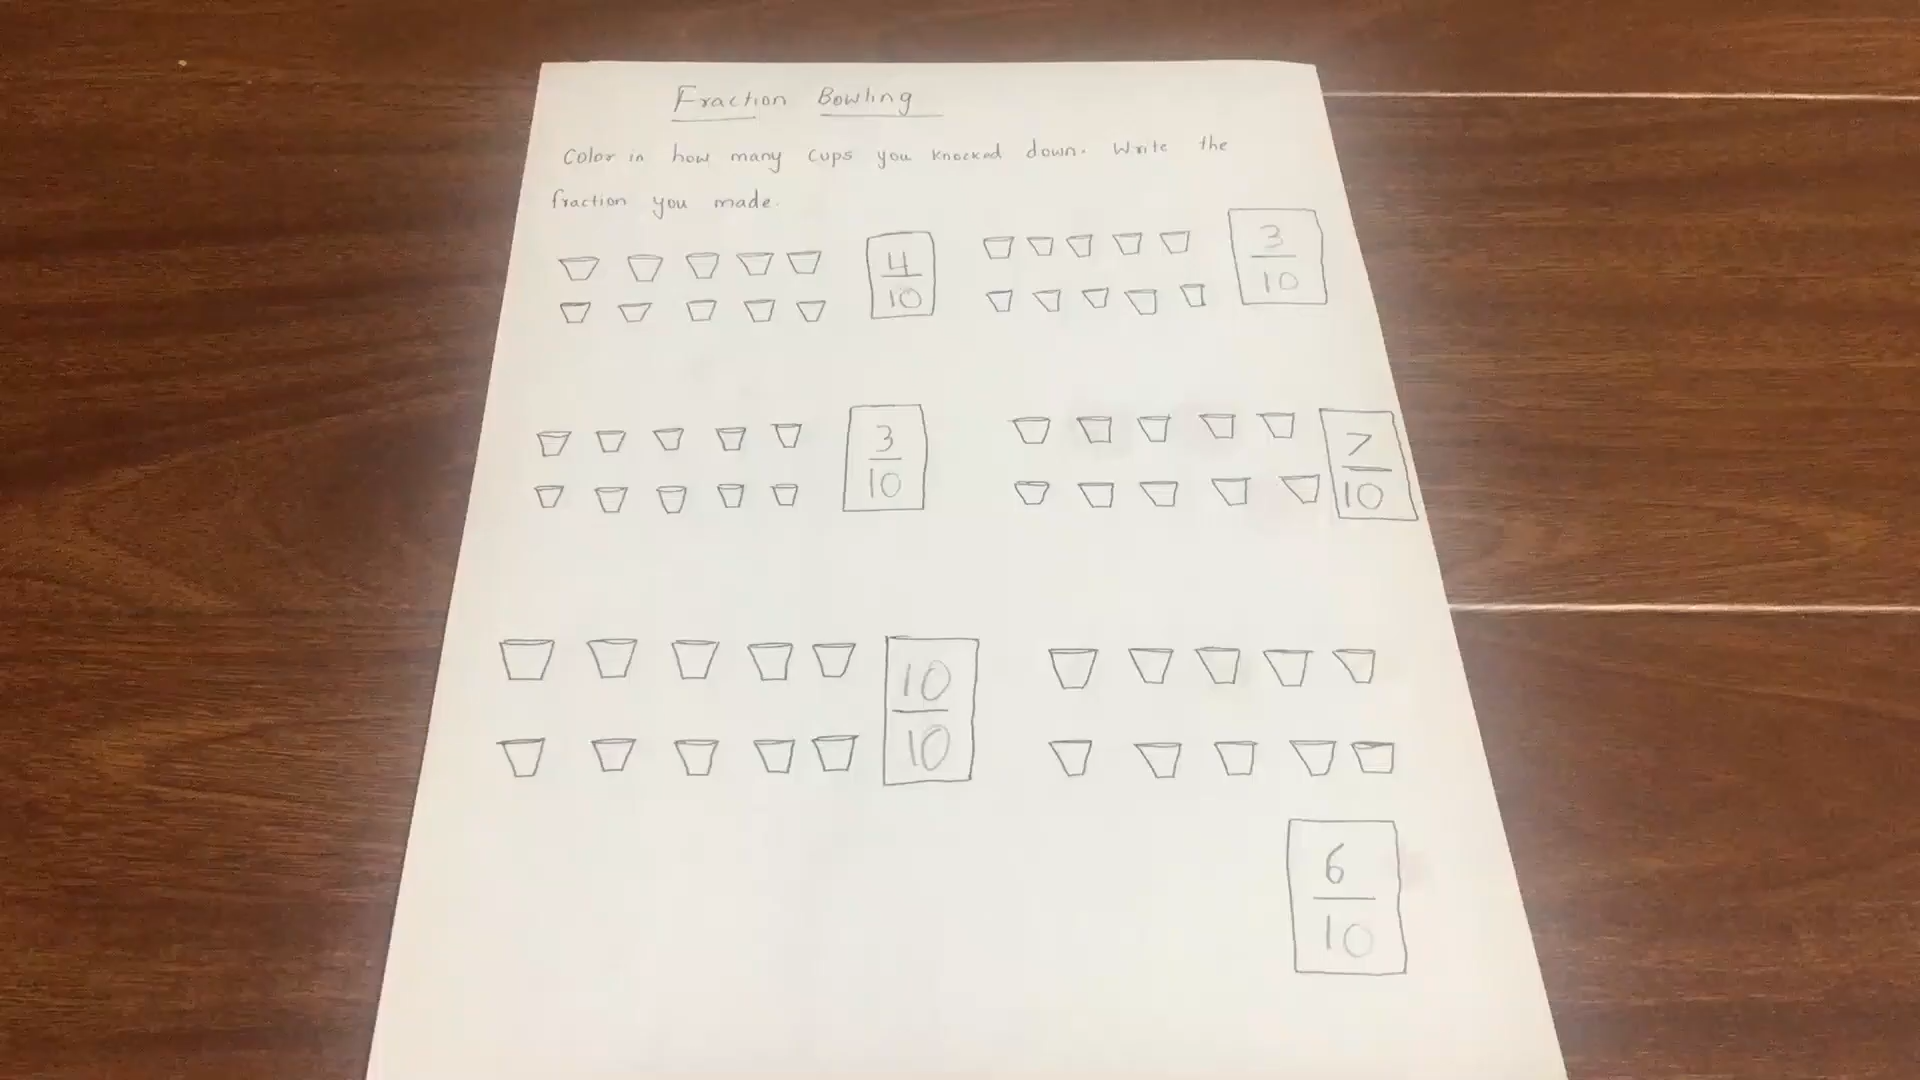 Fraction Bowling
Color in how many cups you knocked down. Write the
fraction you made.
4/10
3/10
3/10
7/10
10/10
6/10